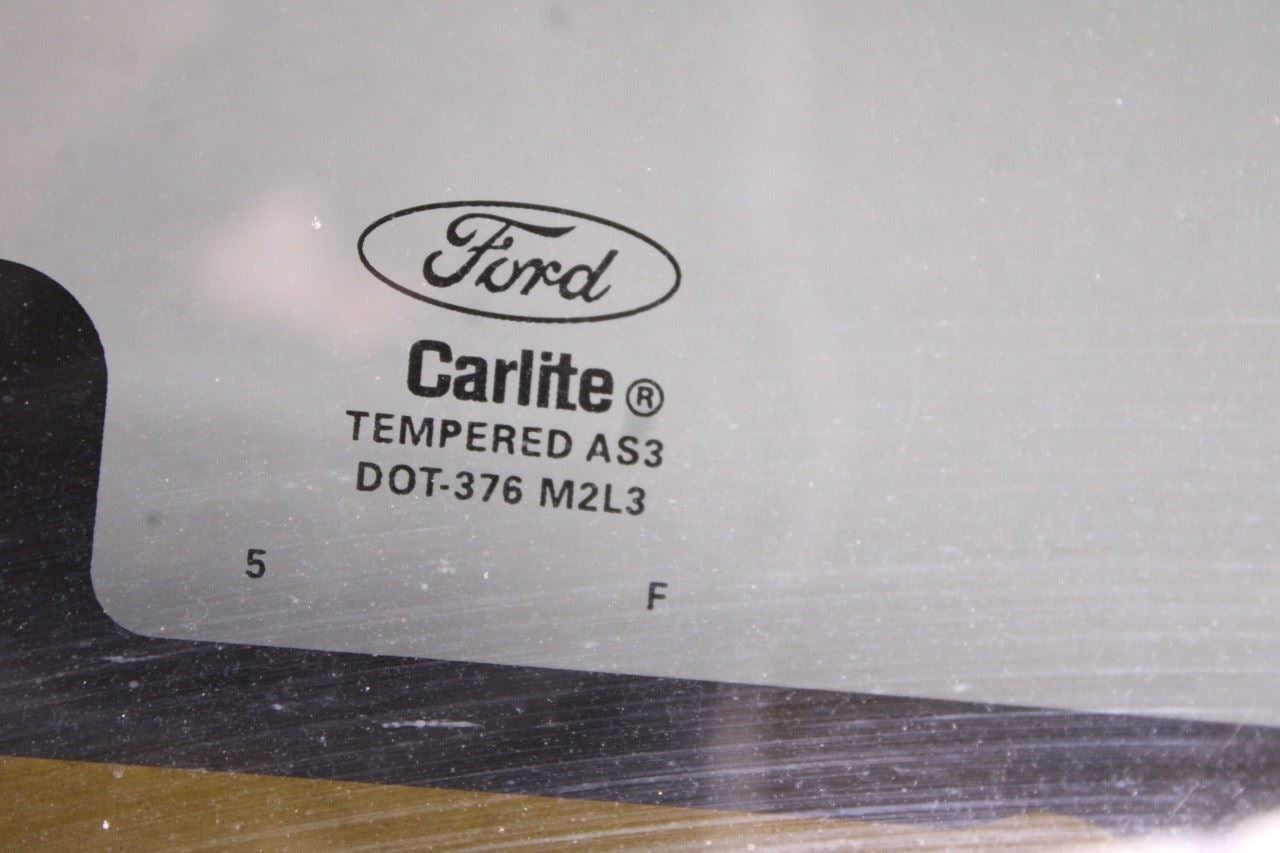 Ford
Carlite ®
TEMPERED AS3
DOT-376 M2L3
5 F